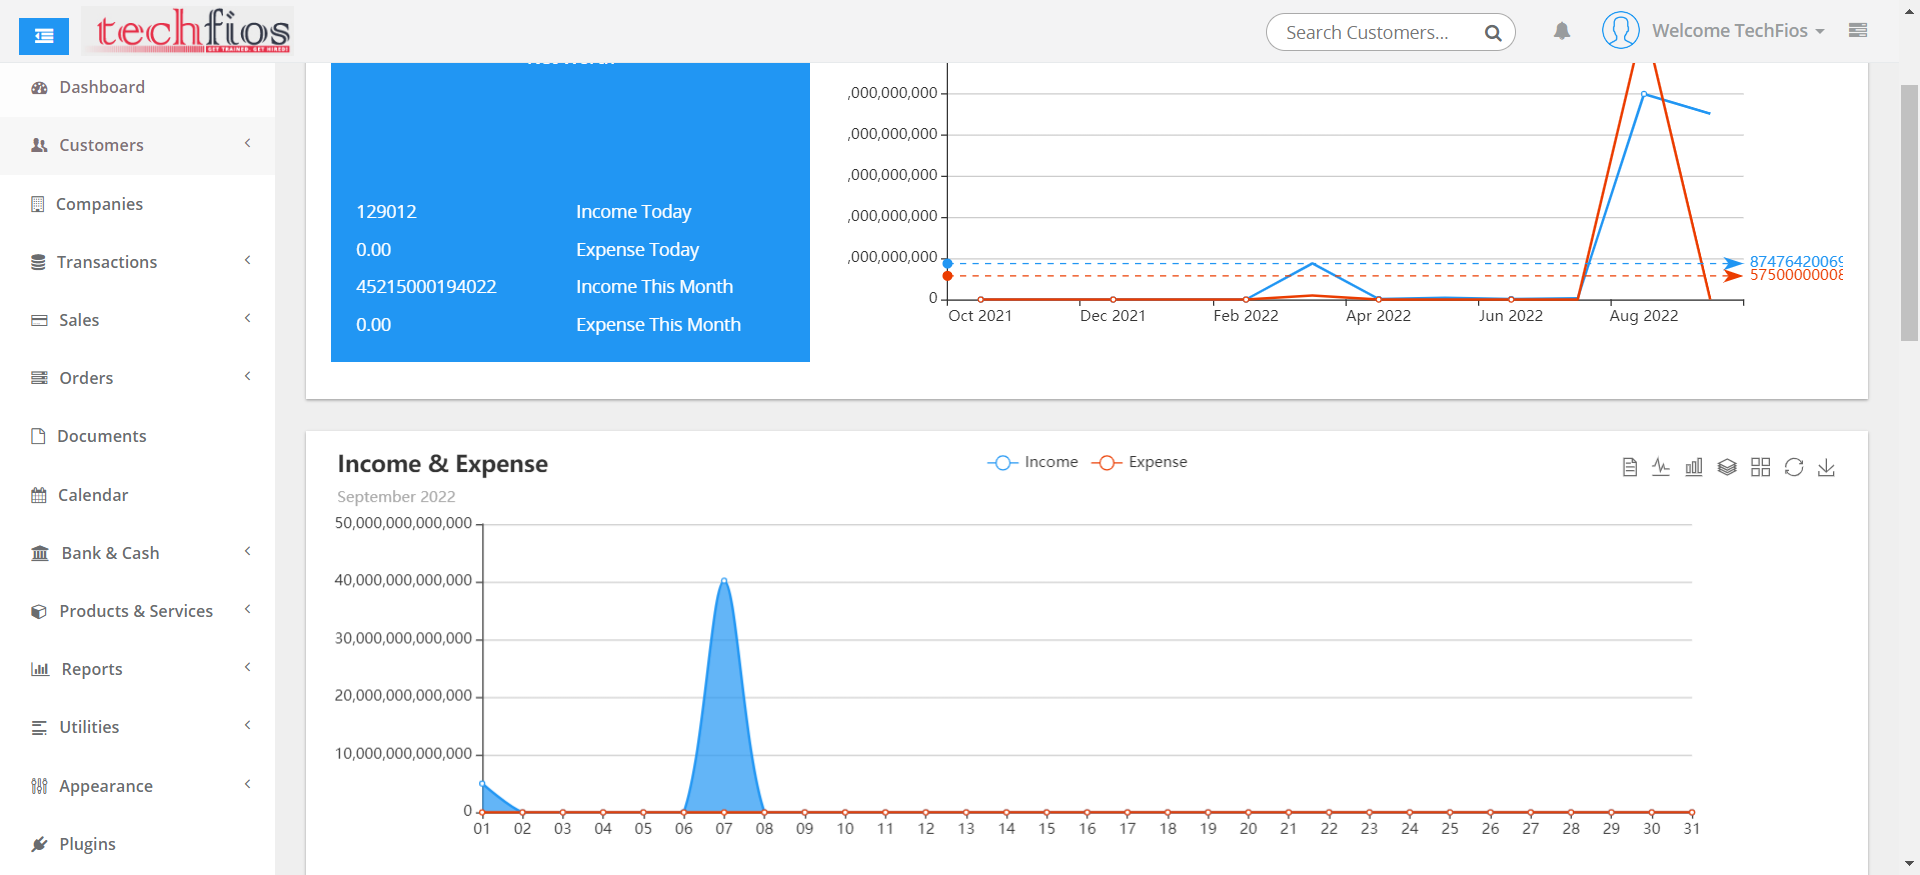 techfios
GET TRAINED. GET HIRED!
Search Customers...
Welcome TechFios
Dashboard
Customers
Companies
Transactions
Sales
Orders
Documents
Calendar
Bank & Cash
Products & Services
Reports
Utilities
Appearance
Plugins
129012 Income Today
0.00 Expense Today
45215000194022 Income This Month
0.00 Expense This Month
,000,000,000
,000,000,000
,000,000,000
,000,000,000
,000,000,000
0
87476420069
57500000008
Oct 2021 Dec 2021 Feb 2022 Apr 2022 Jun 2022 Aug 2022
Income & Expense
September 2022
Income Expense
50,000,000,000,000
40,000,000,000,000
30,000,000,000,000
20,000,000,000,000
10,000,000,000,000
0
01 02 03 04 05 06 07 08 09 10 11 12 13 14 15 16 17 18 19 20 21 22 23 24 25 26 27 28 29 30 31